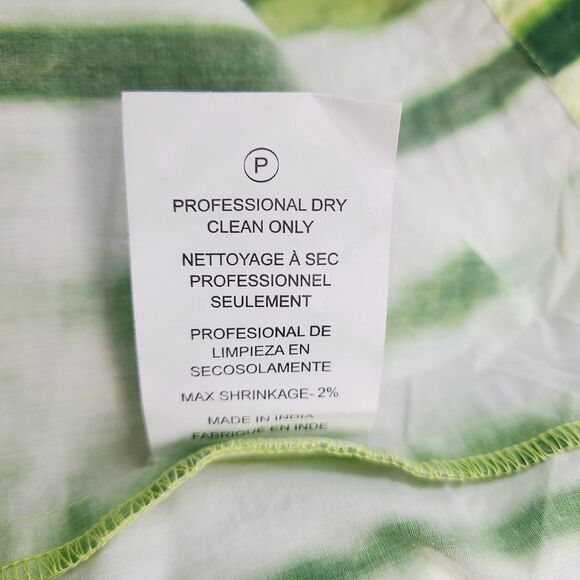 P
PROFESSIONAL DRY
CLEAN ONLY
NETTOYAGE À SEC
PROFESSIONNEL
SEULEMENT
PROFESIONAL DE
LIMPIEZA EN
SECOSOLAMENTE
MAX SHRINKAGE- 2%
MADE IN INDIA
FABRIQUÉ EN INDE